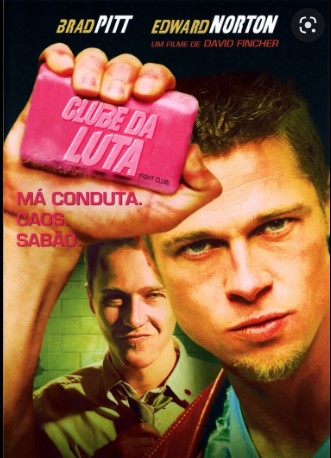 BRAD PITT EDWARD NORTON
UM FILME DE DAVID FINCHER
CLUBE DA
LUTA
FIGHT CLUB
MÁ CONDUTA.
CAOS.
SABÃO.